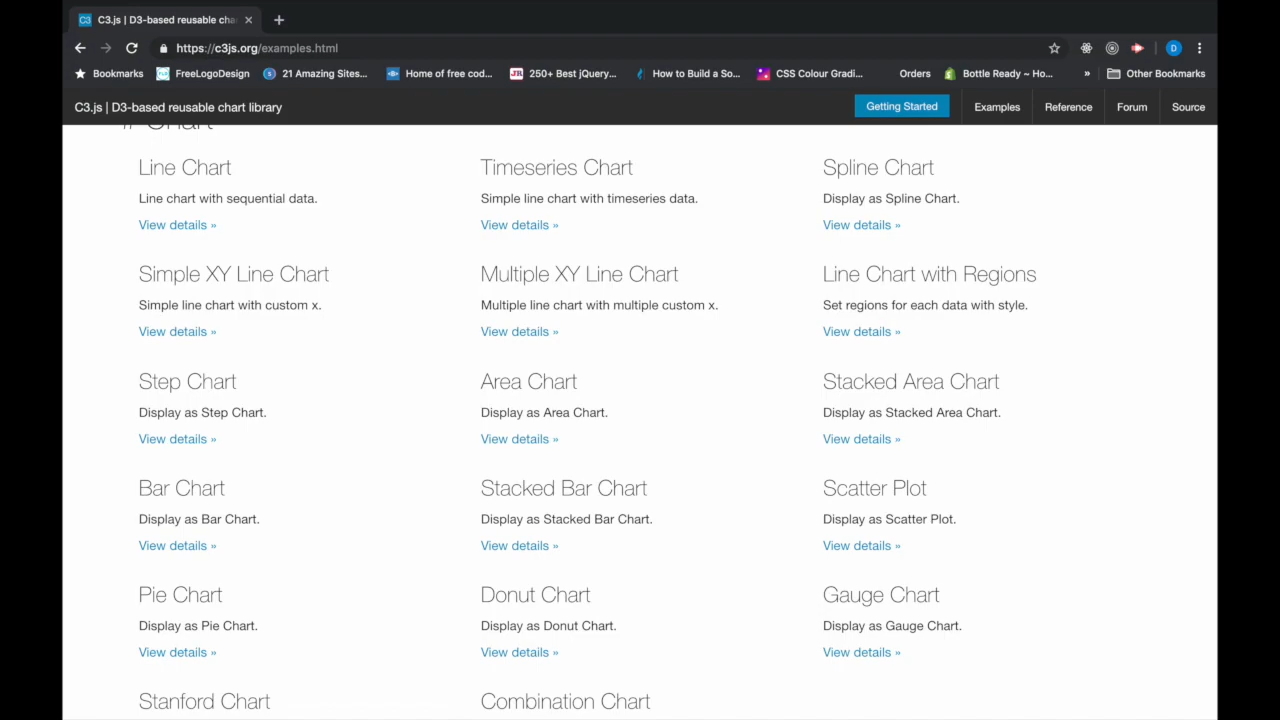 C3 C3.js | D3-based reusable cha
https://c3js.org/examples.html
D
Bookmarks FreeLogoDesign 21 Amazing Sites... Home of free cod... JR 250+ Best jQuery... How to Build a So... CSS Colour Gradi... Orders Bottle Ready ~ Ho... » Other Bookmarks
C3.js | D3-based reusable chart library Getting Started Examples Reference Forum Source
# Chart
Line Chart Timeseries Chart Spline Chart
Line chart with sequential data. Simple line chart with timeseries data. Display as Spline Chart.
View details » View details » View details »
Simple XY Line Chart Multiple XY Line Chart Line Chart with Regions
Simple line chart with custom x. Multiple line chart with multiple custom x. Set regions for each data with style.
View details » View details » View details »
Step Chart Area Chart Stacked Area Chart
Display as Step Chart. Display as Area Chart. Display as Stacked Area Chart.
View details » View details » View details »
Bar Chart Stacked Bar Chart Scatter Plot
Display as Bar Chart. Display as Stacked Bar Chart. Display as Scatter Plot.
View details » View details » View details »
Pie Chart Donut Chart Gauge Chart
Display as Pie Chart. Display as Donut Chart. Display as Gauge Chart.
View details » View details » View details »
Stanford Chart Combination Chart